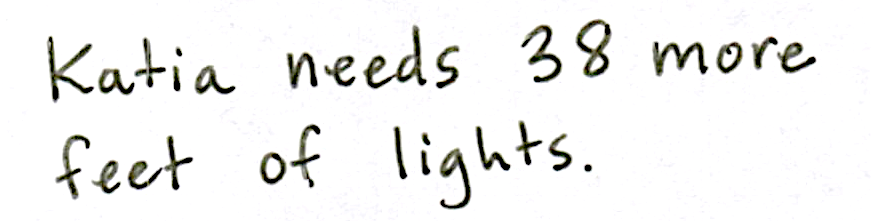 Katia needs 38 more
feet of lights.